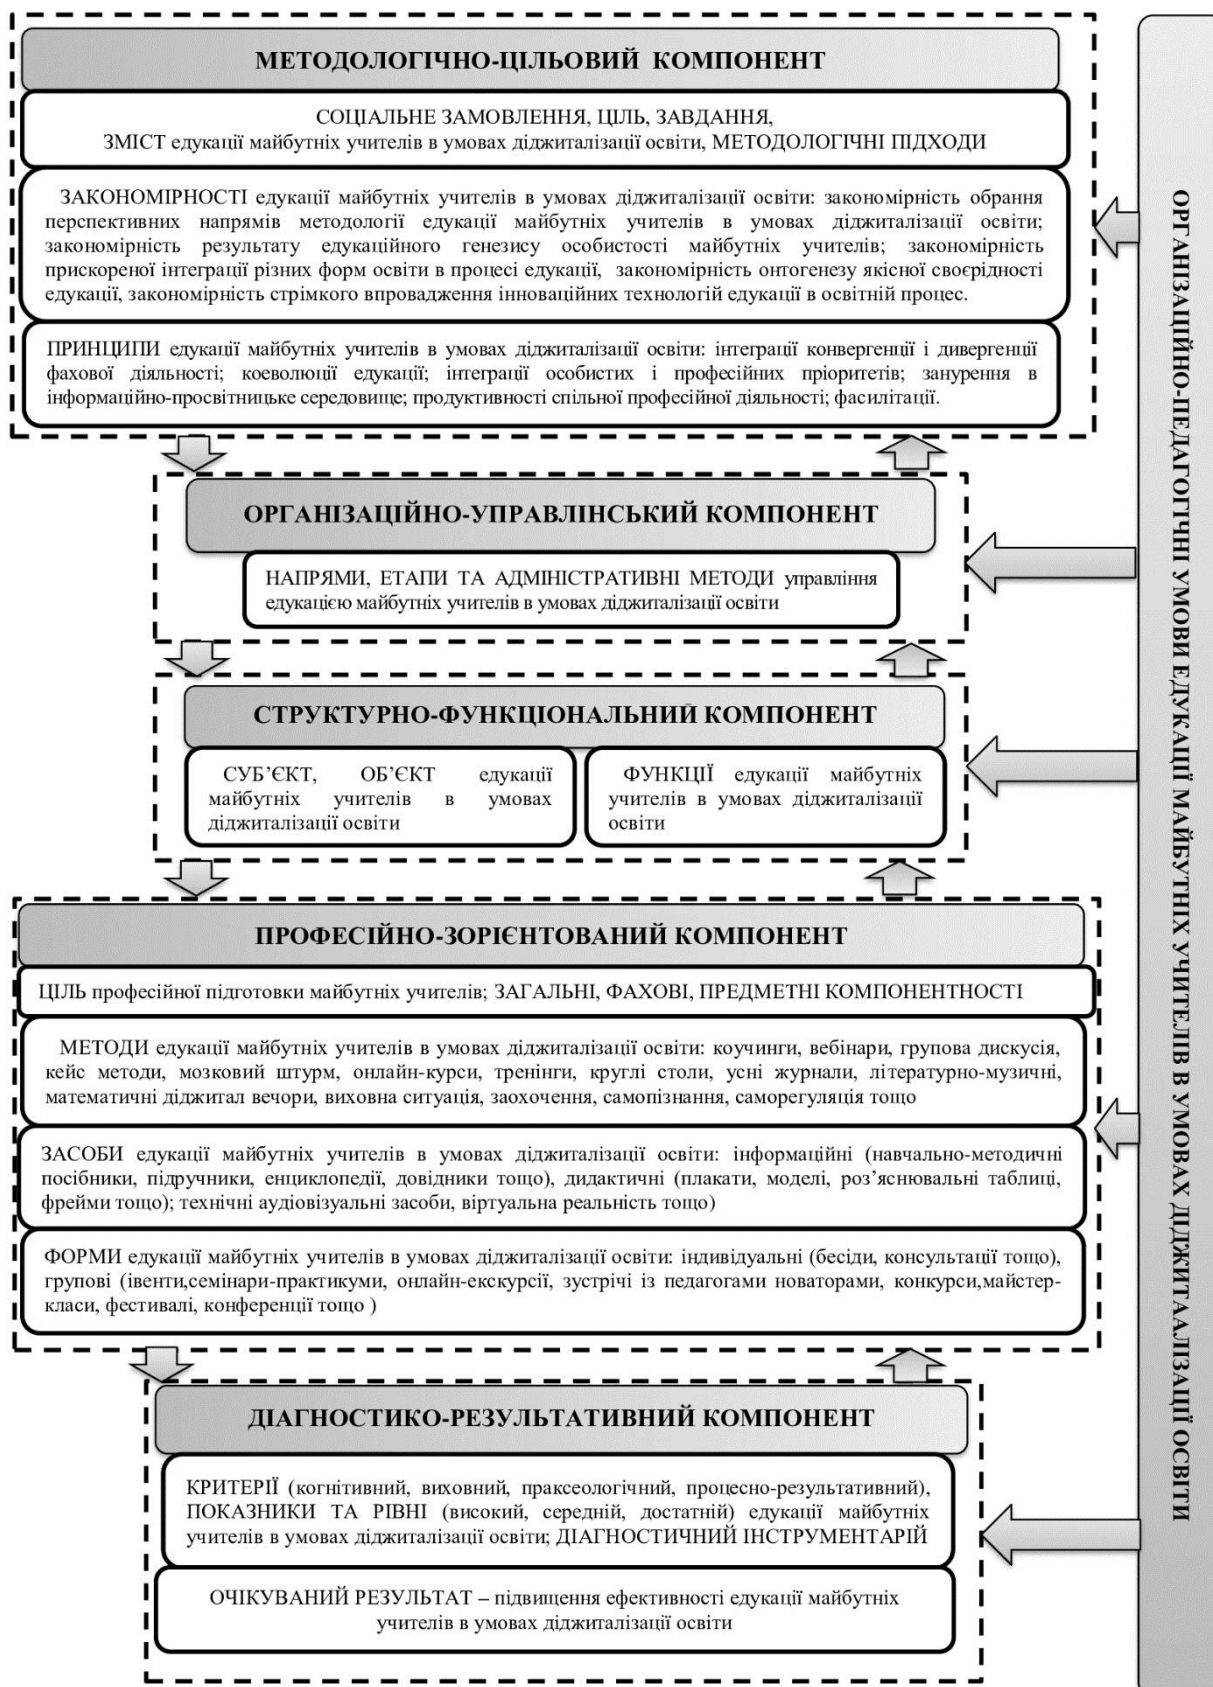 МЕТОДОЛОГІЧНО-ЦІЛЬОВИЙ КОМПОНЕНТ
СОЦІАЛЬНЕ ЗАМОВЛЕННЯ, ЦІЛЬ, ЗАВДАННЯ,
ЗМІСТ едукації майбутніх учителів в умовах діджиталізації освіти, МЕТОДОЛОГІЧНІ ПІДХОДИ
ЗАКОНОМІРНОСТІ едукації майбутніх учителів в умовах діджиталізації освіти: закономірність обрання
перспективних напрямів методології едукації майбутніх учителів в умовах діджиталізації освіти;
закономірність результату едукаційного генезису особистості майбутніх учителів; закономірність
прискореної інтеграції різних форм освіти в процесі едукації, закономірність онтогенезу якісної своєрідності
едукації, закономірність стрімкого впровадження інноваційних технологій едукації в освітній процес.
ПРИНЦИПИ едукації майбутніх учителів в умовах діджиталізації освіти: інтеграції конвергенції і дивергенції
фахової діяльності; коеволюції едукації; інтеграції особистих і професійних пріоритетів; занурення в
інформаційно-просвітницьке середовище; продуктивності спільної професійної діяльності; фасилітації.
ОРГАНІЗАЦІЙНО-УПРАВЛІНСЬКИЙ КОМПОНЕНТ
НАПРЯМИ, ЕТАПИ ТА АДМІНІСТРАТИВНІ МЕТОДИ управління
едукацією майбутніх учителів в умовах діджиталізації освіти
СТРУКТУРНО-ФУНКЦІОНАЛЬНИЙ КОМПОНЕНТ
СУБ’ЄКТ, ОБ’ЄКТ едукації
майбутніх учителів в умовах
діджиталізації освіти
ФУНКЦІЇ едукації майбутніх
учителів в умовах діджиталізації
освіти
ПРОФЕСІЙНО-ЗОРІЄНТОВАНИЙ КОМПОНЕНТ
ЦІЛЬ професійної підготовки майбутніх учителів; ЗАГАЛЬНІ, ФАХОВІ, ПРЕДМЕТНІ КОМПОНЕНТНОСТІ
МЕТОДИ едукації майбутніх учителів в умовах діджиталізації освіти: коучинги, вебінари, групова дискусія,
кейс методи, мозковий штурм, онлайн-курси, тренінги, круглі столи, усні журнали, літературно-музичні,
математичні діджитал вечори, виховна ситуація, заохочення, самопізнання, саморегуляція тощо
ЗАСОБИ едукації майбутніх учителів в умовах діджиталізації освіти: інформаційні (навчально-методичні
посібники, підручники, енциклопедії, довідники тощо), дидактичні (плакати, моделі, роз’яснювальні таблиці,
фрейми тощо); технічні аудіовізуальні засоби, віртуальна реальність тощо)
ФОРМИ едукації майбутніх учителів в умовах діджиталізації освіти: індивідуальні (бесіди, консультації тощо),
групові (івенти,семінари-практикуми, онлайн-екскурсії, зустрічі із педагогами новаторами, конкурси,майстер-
класи, фестивалі, конференції тощо )
ДІАГНОСТИКО-РЕЗУЛЬТАТИВНИЙ КОМПОНЕНТ
КРИТЕРІЇ (когнітивний, виховний, праксеологічний, процесно-результативний),
ПОКАЗНИКИ ТА РІВНІ (високий, середній, достатній) едукації майбутніх
учителів в умовах діджиталізації освіти; ДІАГНОСТИЧНИЙ ІНСТРУМЕНТАРІЙ
ОЧІКУВАНИЙ РЕЗУЛЬТАТ – підвищення ефективності едукації майбутніх
учителів в умовах діджиталізації освіти
ОРГАНІЗАЦІЙНО-ПЕДАГОГІЧНІ УМОВИ ЕДУКАЦІЇ МАЙБУТНІХ УЧИТЕЛІВ В УМОВАХ ДІДЖИТААЛІЗАЦІЇ ОСВІТИ